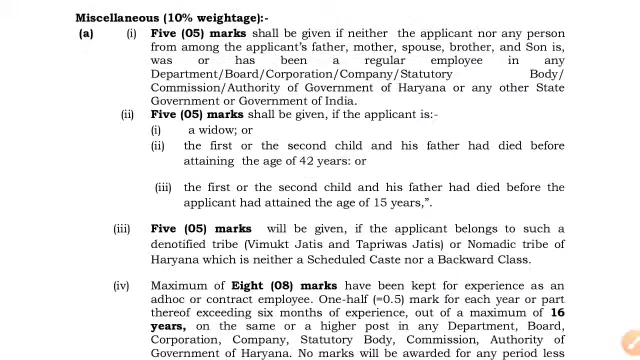 Miscellaneous (10% weightage):-
(a) (i) Five (05) marks shall be given if neither the applicant nor any person
from among the applicant's father, mother, spouse, brother, and Son is,
was or has been a regular employee in any
Department/Board/Corporation/Company/Statutory Body/
Commission/Authority of Government of Haryana or any other State
Government or Government of India.
(ii) Five (05) marks shall be given, if the applicant is:-
(i) a widow; or
(ii) the first or the second child and his father had died before
attaining the age of 42 years: or
(iii) the first or the second child and his father had died before the
applicant had attained the age of 15 years,".
(iii) Five (05) marks will be given, if the applicant belongs to such a
denotified tribe (Vimukt Jatis and Tapriwas Jatis) or Nomadic tribe of
Haryana which is neither a Scheduled Caste nor a Backward Class.
(iv) Maximum of Eight (08) marks have been kept for experience as an
adhoc or contract employee. One-half (=0.5) mark for each year or part
thereof exceeding six months of experience, out of a maximum of 16
years, on the same or a higher post in any Department, Board,
Corporation, Company, Statutory Body, Commission, Authority of
Government of Haryana. No marks will be awarded for any period less